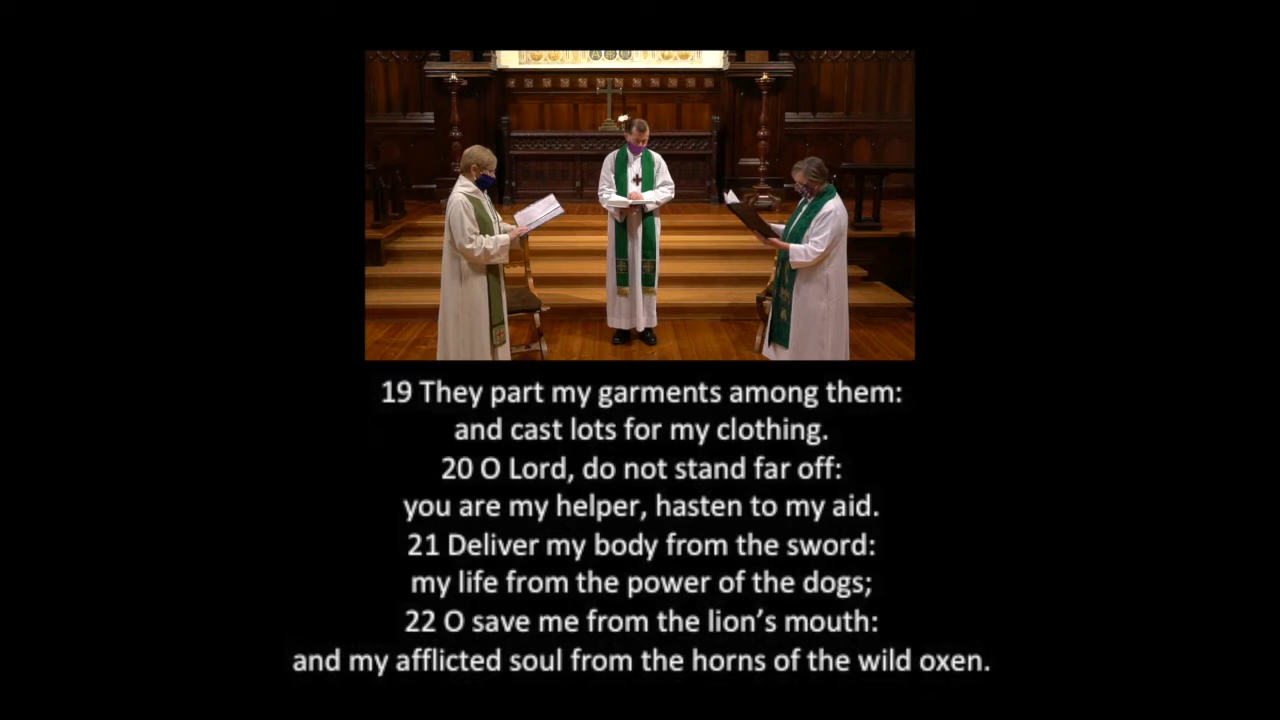 19 They part my garments among them:
and cast lots for my clothing.
20 O Lord, do not stand far off:
you are my helper, hasten to my aid.
21 Deliver my body from the sword:
my life from the power of the dogs;
22 O save me from the lion’s mouth:
and my afflicted soul from the horns of the wild oxen.